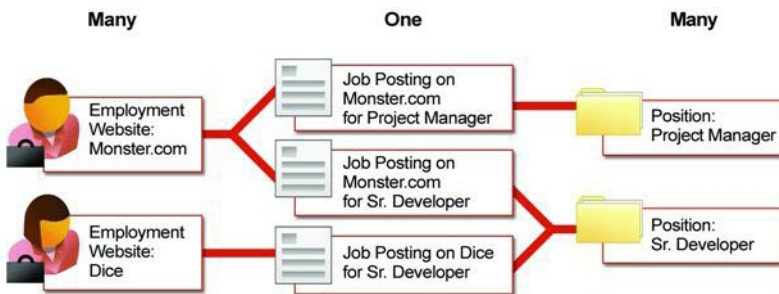 Many
One
Many
Employment
Website:
Monster.com
Job Posting on
Monster.com
for Project Manager
Position:
Project Manager
Job Posting on
Monster.com
for Sr. Developer
Employment
Website:
Dice
Job Posting on Dice
for Sr. Developer
Position:
Sr. Developer